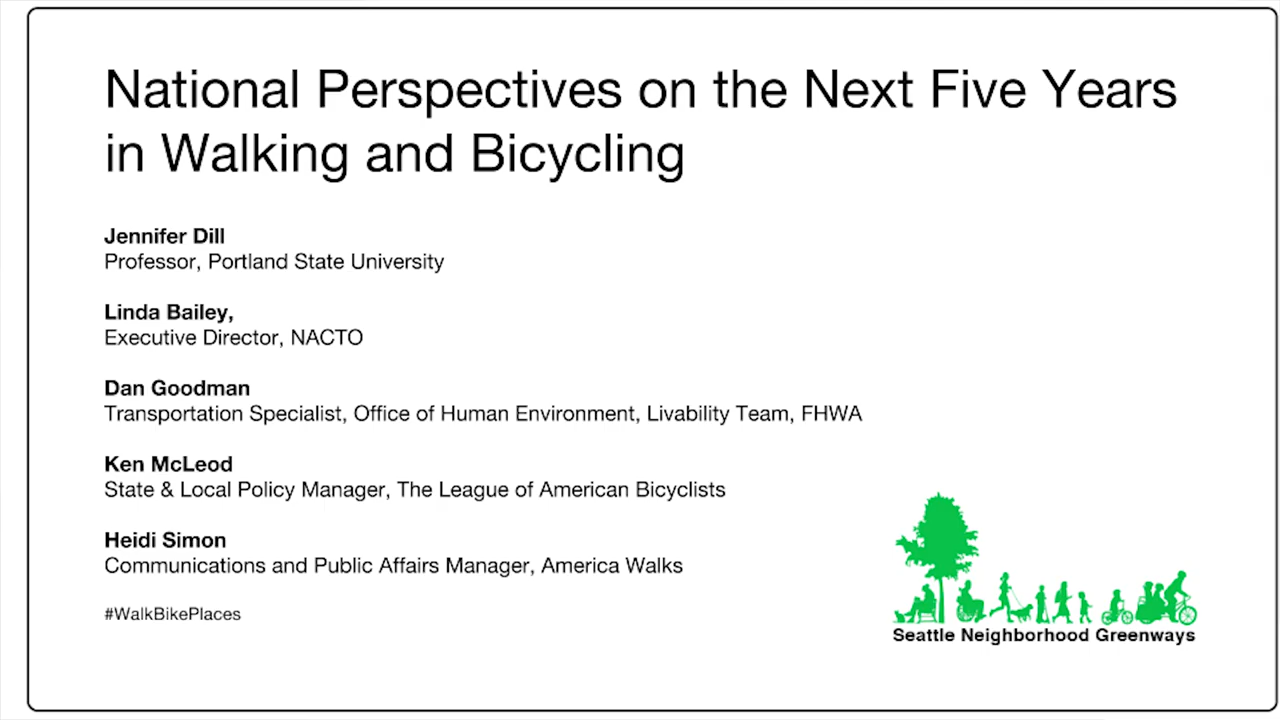 National Perspectives on the Next Five Years
in Walking and Bicycling
Jennifer Dill
Professor, Portland State University
Linda Bailey,
Executive Director, NACTO
Dan Goodman
Transportation Specialist, Office of Human Environment, Livability Team, FHWA
Ken McLeod
State & Local Policy Manager, The League of American Bicyclists
Heidi Simon
Communications and Public Affairs Manager, America Walks
#WalkBikePlaces
Seattle Neighborhood Greenways